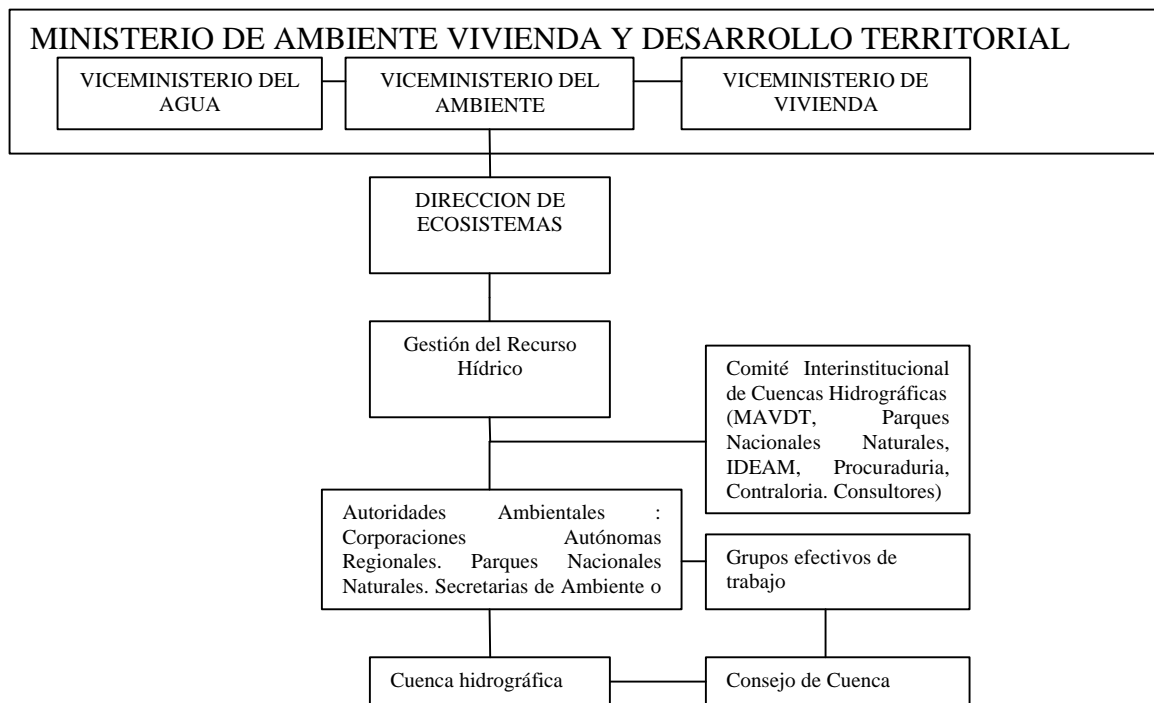 MINISTERIO DE AMBIENTE VIVIENDA Y DESARROLLO TERRITORIAL
VICEMINISTERIO DEL
AGUA
VICEMINISTERIO DEL
AMBIENTE
VICEMINISTERIO DE
VIVIENDA
DIRECCION DE
ECOSISTEMAS
Gestión del Recurso
Hídrico
Comité Interinstitucional
de Cuencas Hidrográficas
(MAVDT, Parques
Nacionales Naturales,
IDEAM, Procuraduria,
Contraloria. Consultores)
Autoridades Ambientales :
Corporaciones Autónomas
Regionales. Parques Nacionales
Naturales. Secretarias de Ambiente o
Grupos efectivos de
trabajo
Cuenca hidrográfica
Consejo de Cuenca